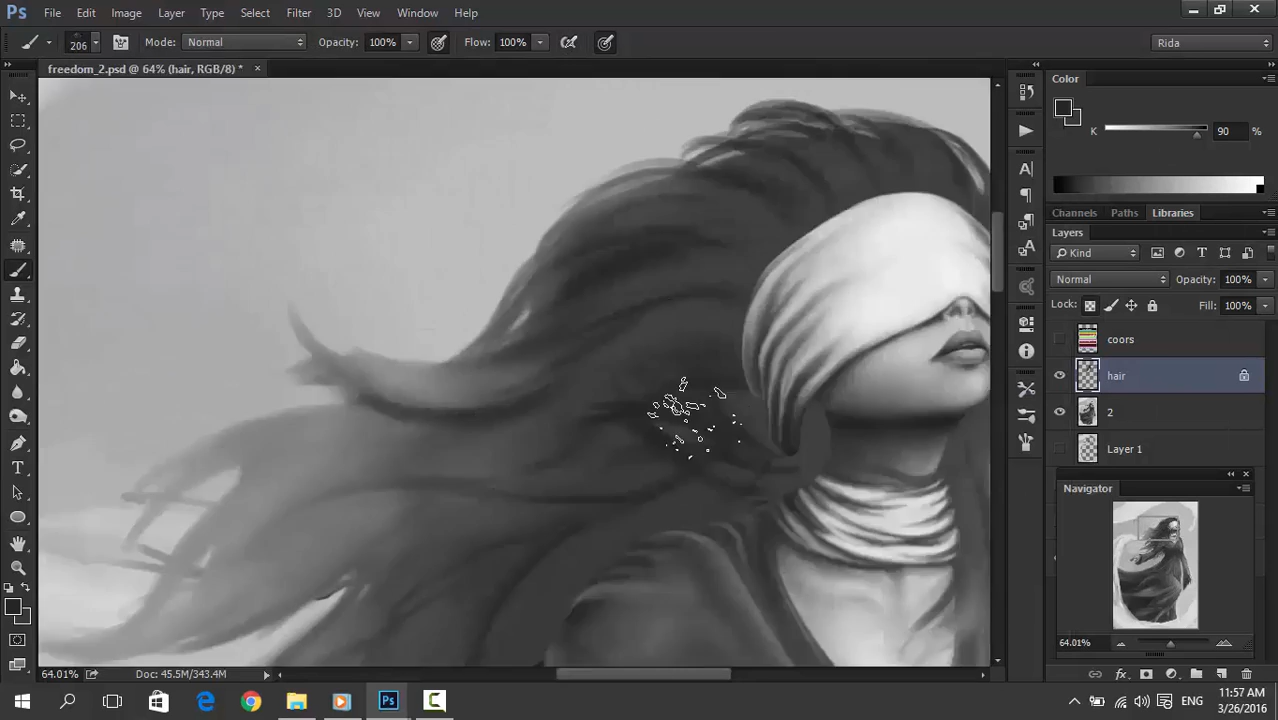 Ps File Edit Image Layer Type Select Filter 3D View Window Help
206 Mode: Normal Opacity: 100% Flow: 100% Rida
freedom_2.psd @ 64% (hair, RGB/8) * ×
Color
K 90 %
Channels Paths Libraries
Layers
Kind
Normal Opacity: 100%
Lock: Fill: 100%
coors
hair
2
Layer 1
Navigator
64.01%
64.01% Doc: 45.5M/343.4M
ENG 11:57 AM
3/26/2016